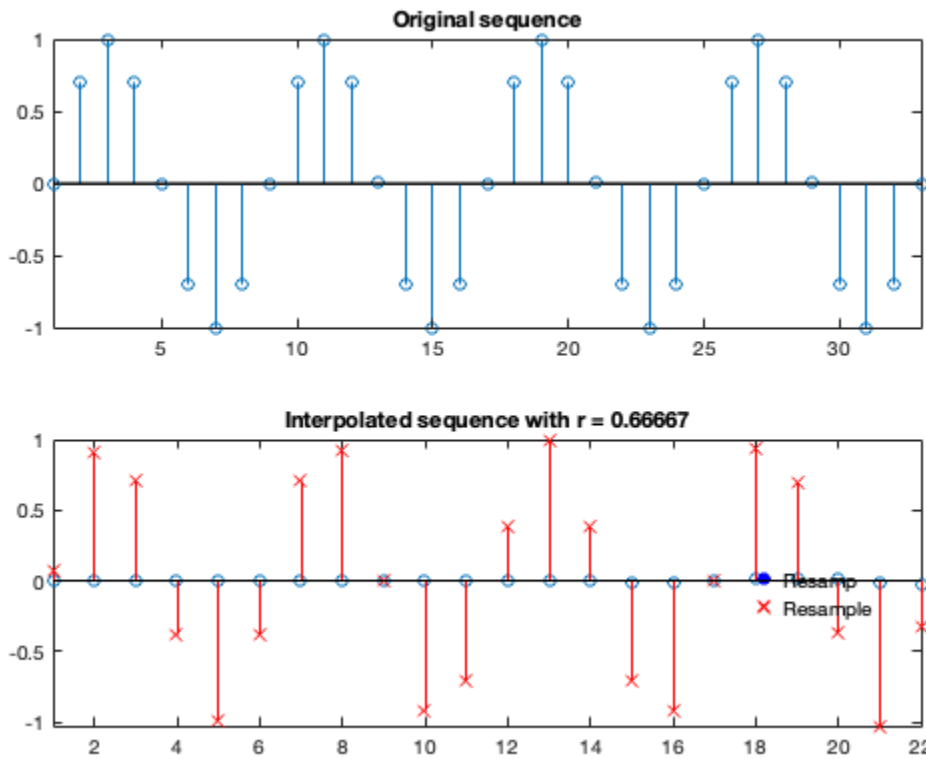 Original sequence
1
0.5
0
-0.5
-1
5 10 15 20 25 30
Interpolated sequence with r = 0.66667
1
0.5
0
Resamp
Resample
-0.5
-1
2 4 6 8 10 12 14 16 18 20 22